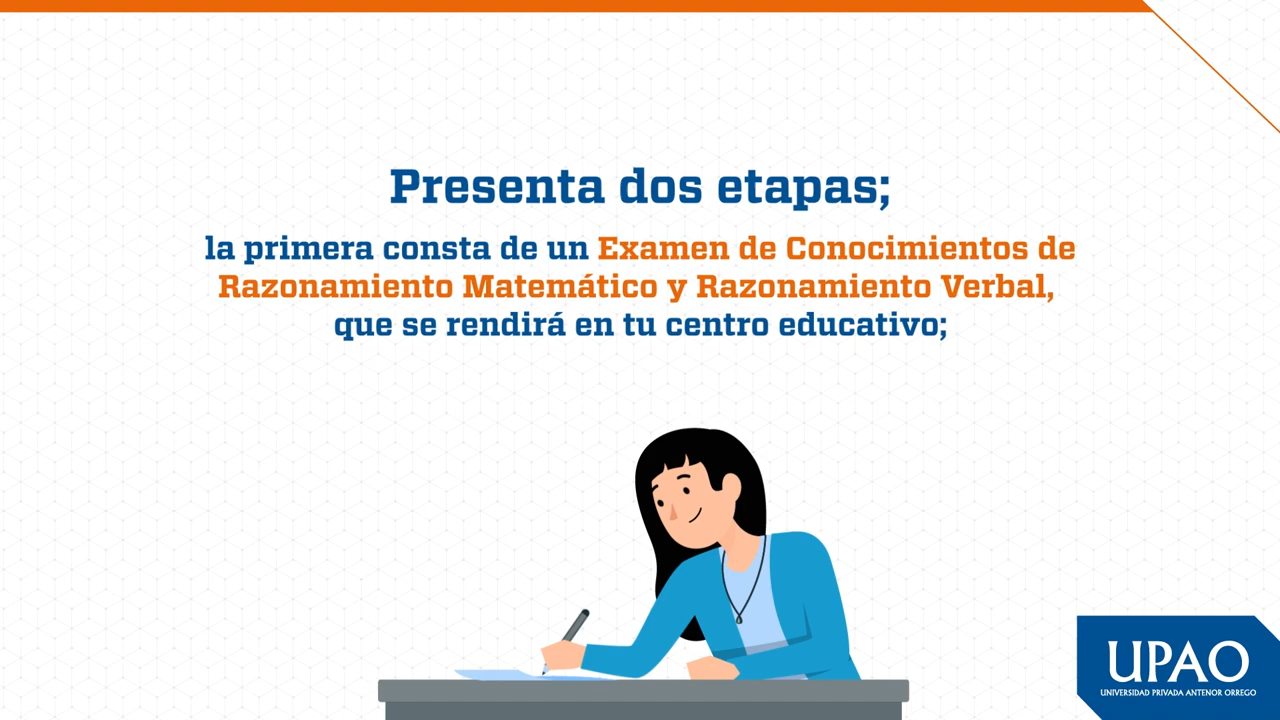 Presenta dos etapas;
la primera consta de un Examen de Conocimientos de
Razonamiento Matemático y Razonamiento Verbal,
que se rendirá en tu centro educativo;
UPAO
UNIVERSIDAD PRIVADA ANTENOR ORREGO